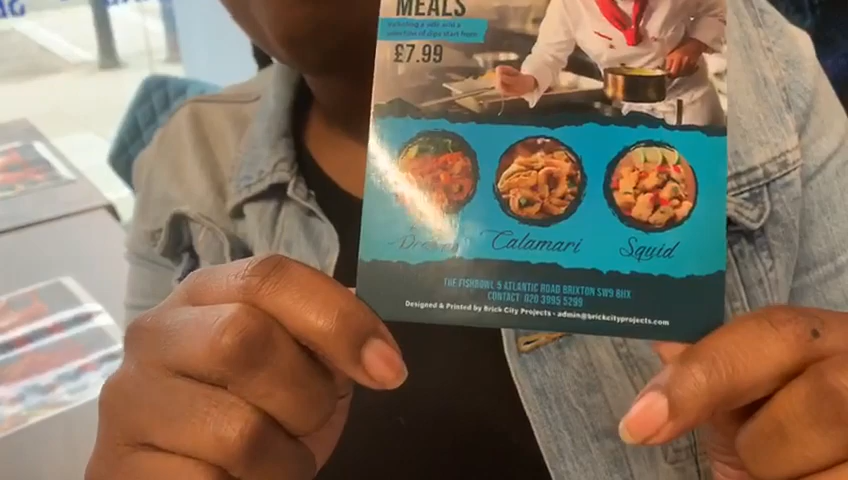 MEALS
including a side and a
selection of dips start from
£7.99
Calamari
Squid
THE FISHBOWL 5 ATLANTIC ROAD BRIXTON SW9 8HX
CONTACT: 020 3995 5299
Designed & Printed by Brick City Projects - admin@brickcityprojects.com